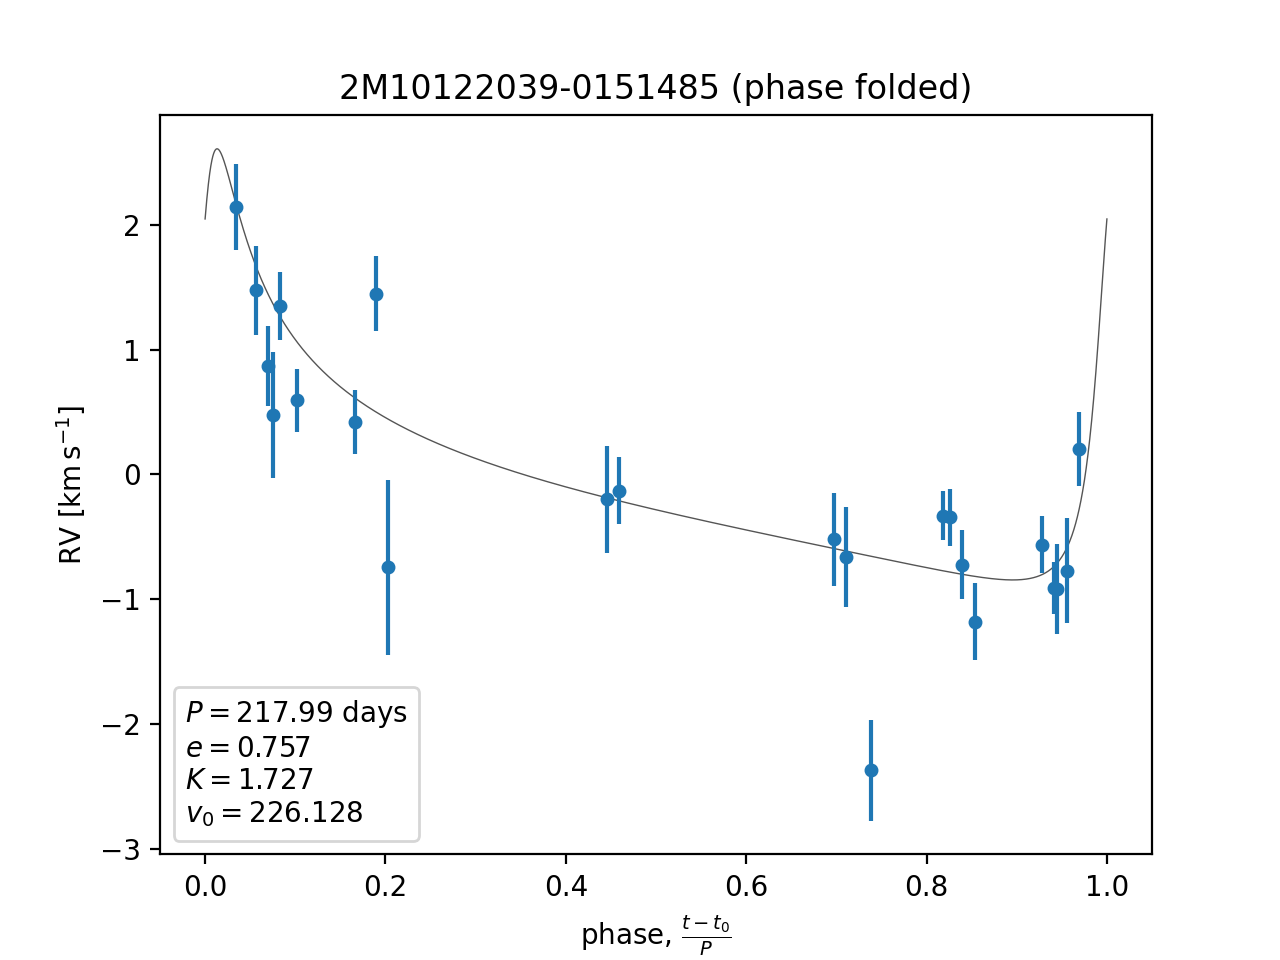 2M10122039-0151485 (phase folded)
RV [km s⁻¹]
2
1
0
−1
−2
−3
P = 217.99 days
e = 0.757
K = 1.727
v₀ = 226.128
0.0 0.2 0.4 0.6 0.8 1.0
phase, (t − t₀)/P